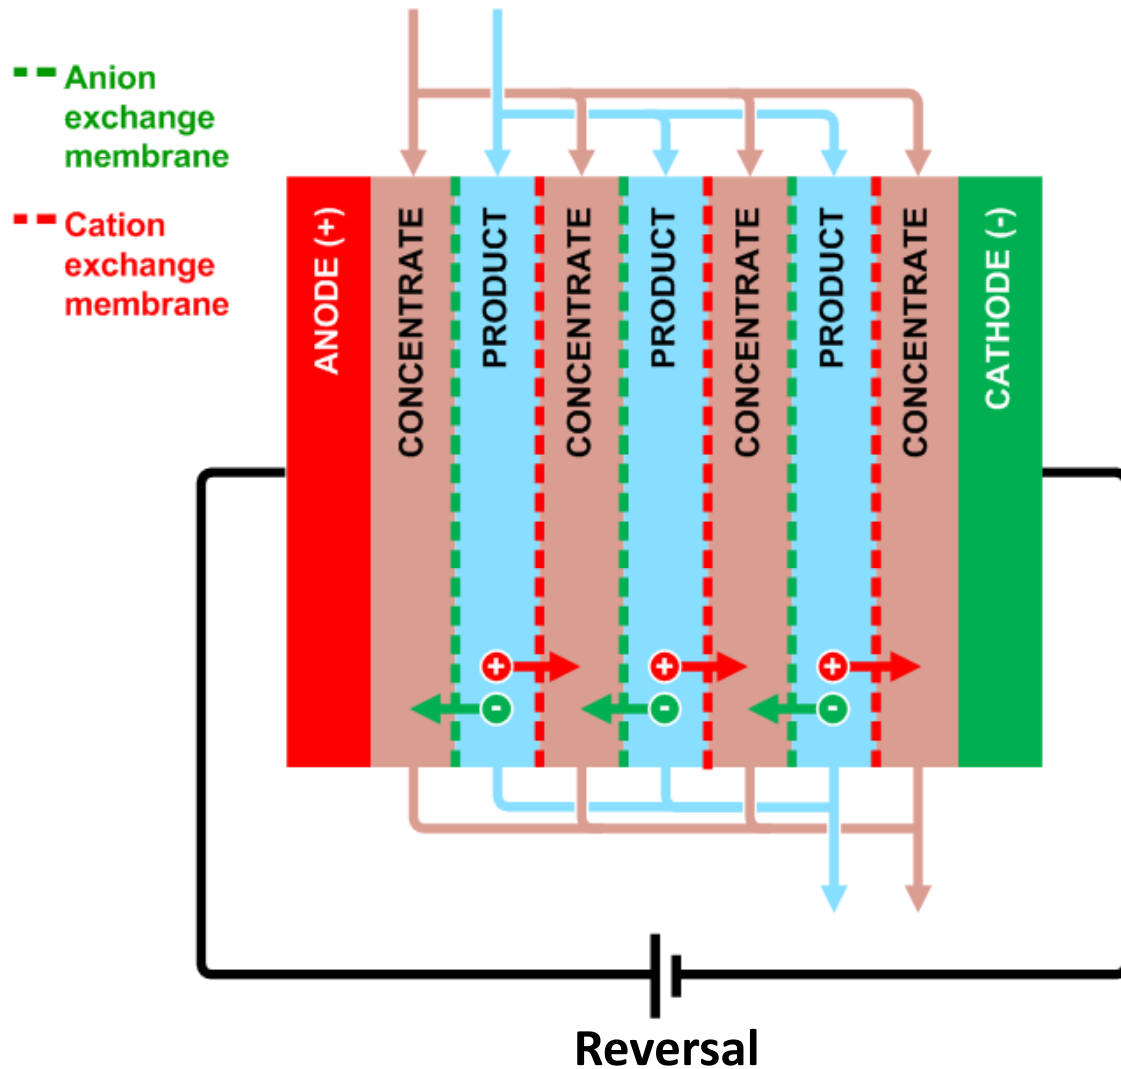 Anion
exchange
membrane
Cation
exchange
membrane
ANODE (+)
CONCENTRATE
PRODUCT
CONCENTRATE
PRODUCT
CONCENTRATE
PRODUCT
CONCENTRATE
CATHODE (-)
+
+
+
-
-
-
Reversal